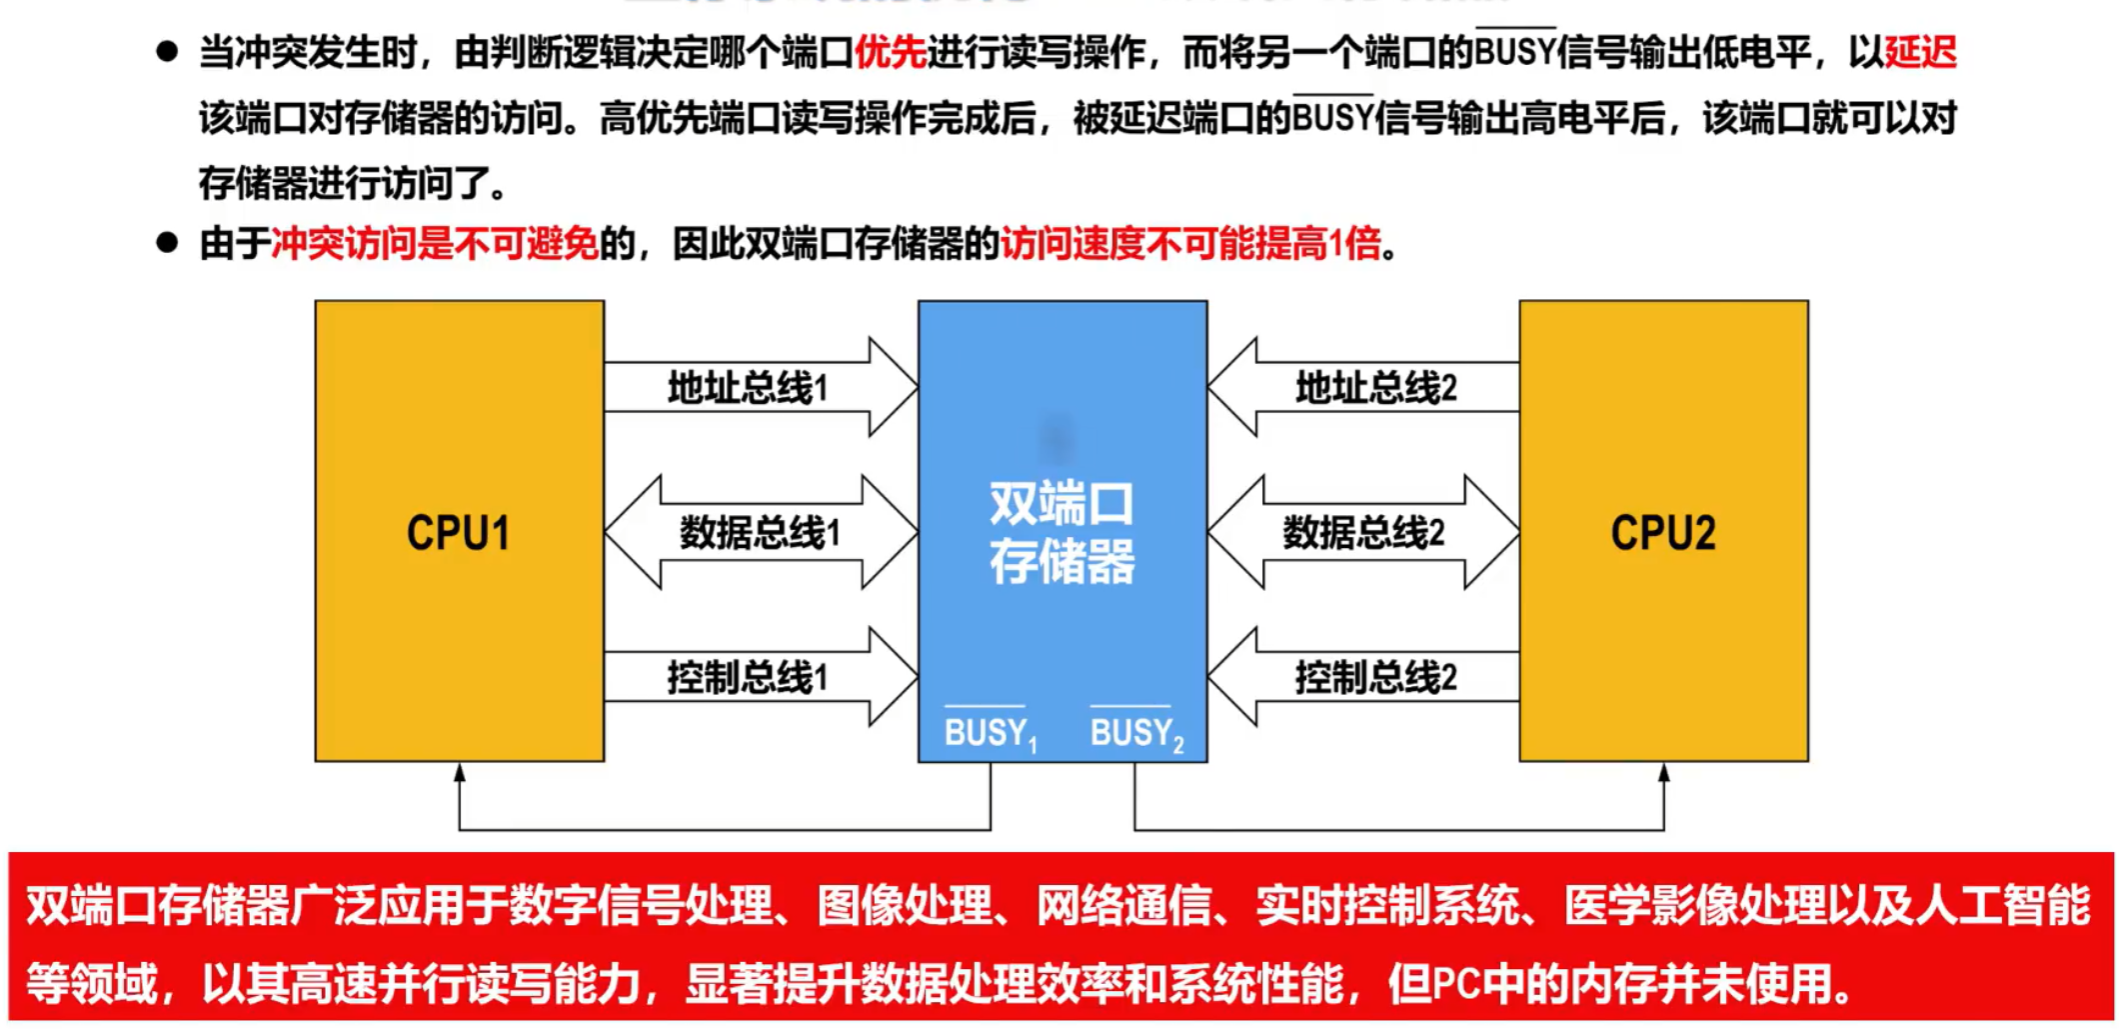 ● 当冲突发生时，由判断逻辑决定哪个端口优先进行读写操作，而将另一个端口的BUSY信号输出低电平，以延迟
该端口对存储器的访问。高优先端口读写操作完成后，被延迟端口的BUSY信号输出高电平后，该端口就可以对
存储器进行访问了。
● 由于冲突访问是不可避免的，因此双端口存储器的访问速度不可能提高1倍。
地址总线1
地址总线2
CPU1
数据总线1
双端口
存储器
数据总线2
CPU2
控制总线1
控制总线2
BUSY1
BUSY2
双端口存储器广泛应用于数字信号处理、图像处理、网络通信、实时控制系统、医学影像处理以及人工智能
等领域，以其高速并行读写能力，显著提升数据处理效率和系统性能，但PC中的内存并未使用。